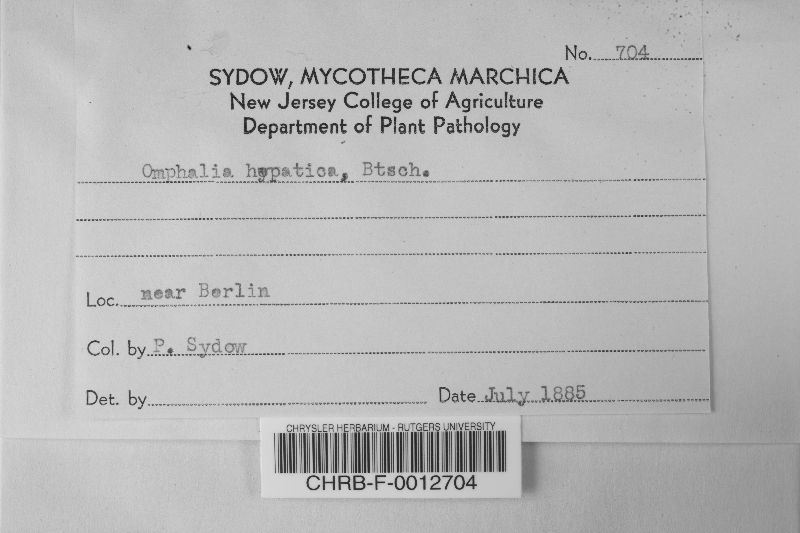 No. 704
SYDOW, MYCOTHECA MARCHICA
New Jersey College of Agriculture
Department of Plant Pathology
Omphalia hepatica, Btsch.
Loc. near Berlin
Col. by P. Sydow
Det. by
Date July 1885
CHRYSLER HERBARIUM - RUTGERS UNIVERSITY
CHRB-F-0012704